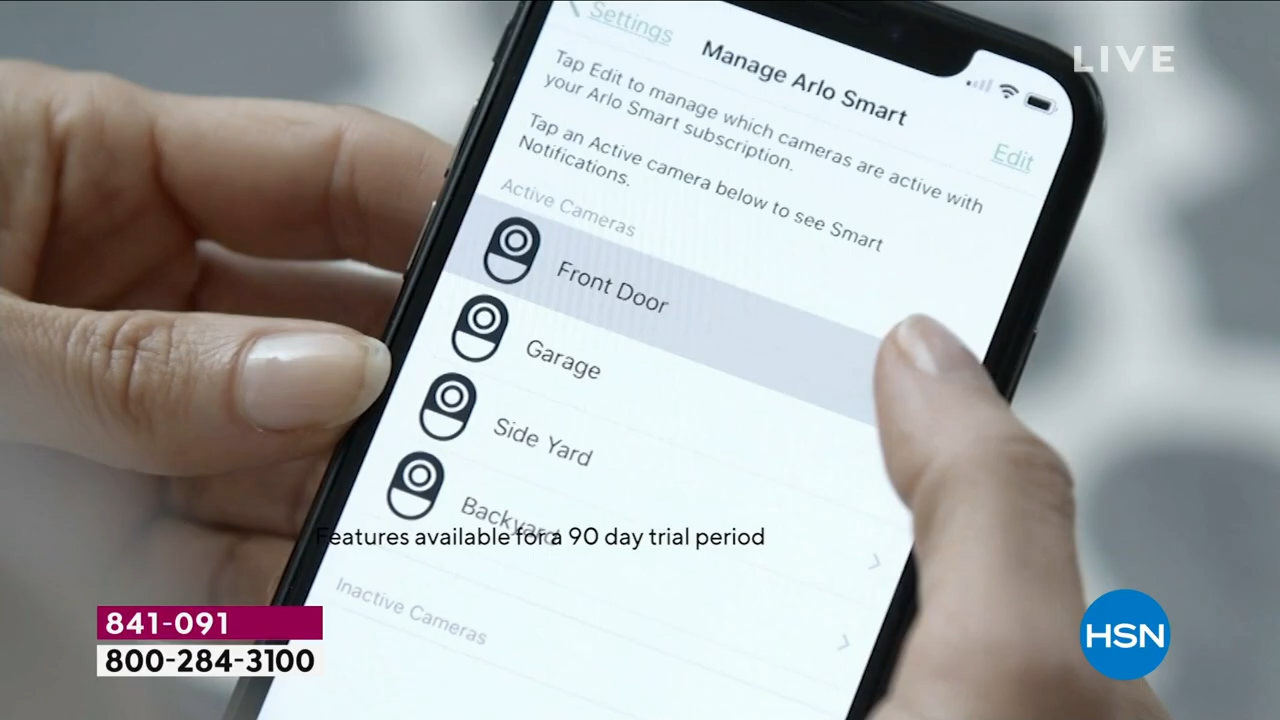 LIVE
Settings
Manage Arlo Smart
Edit
Tap Edit to manage which cameras are active with
your Arlo Smart subscription.
Tap an Active camera below to see Smart
Notifications.
Active Cameras
Front Door
Garage
Side Yard
Backyard
Features available for a 90 day trial period
Inactive Cameras
841-091
800-284-3100
HSN